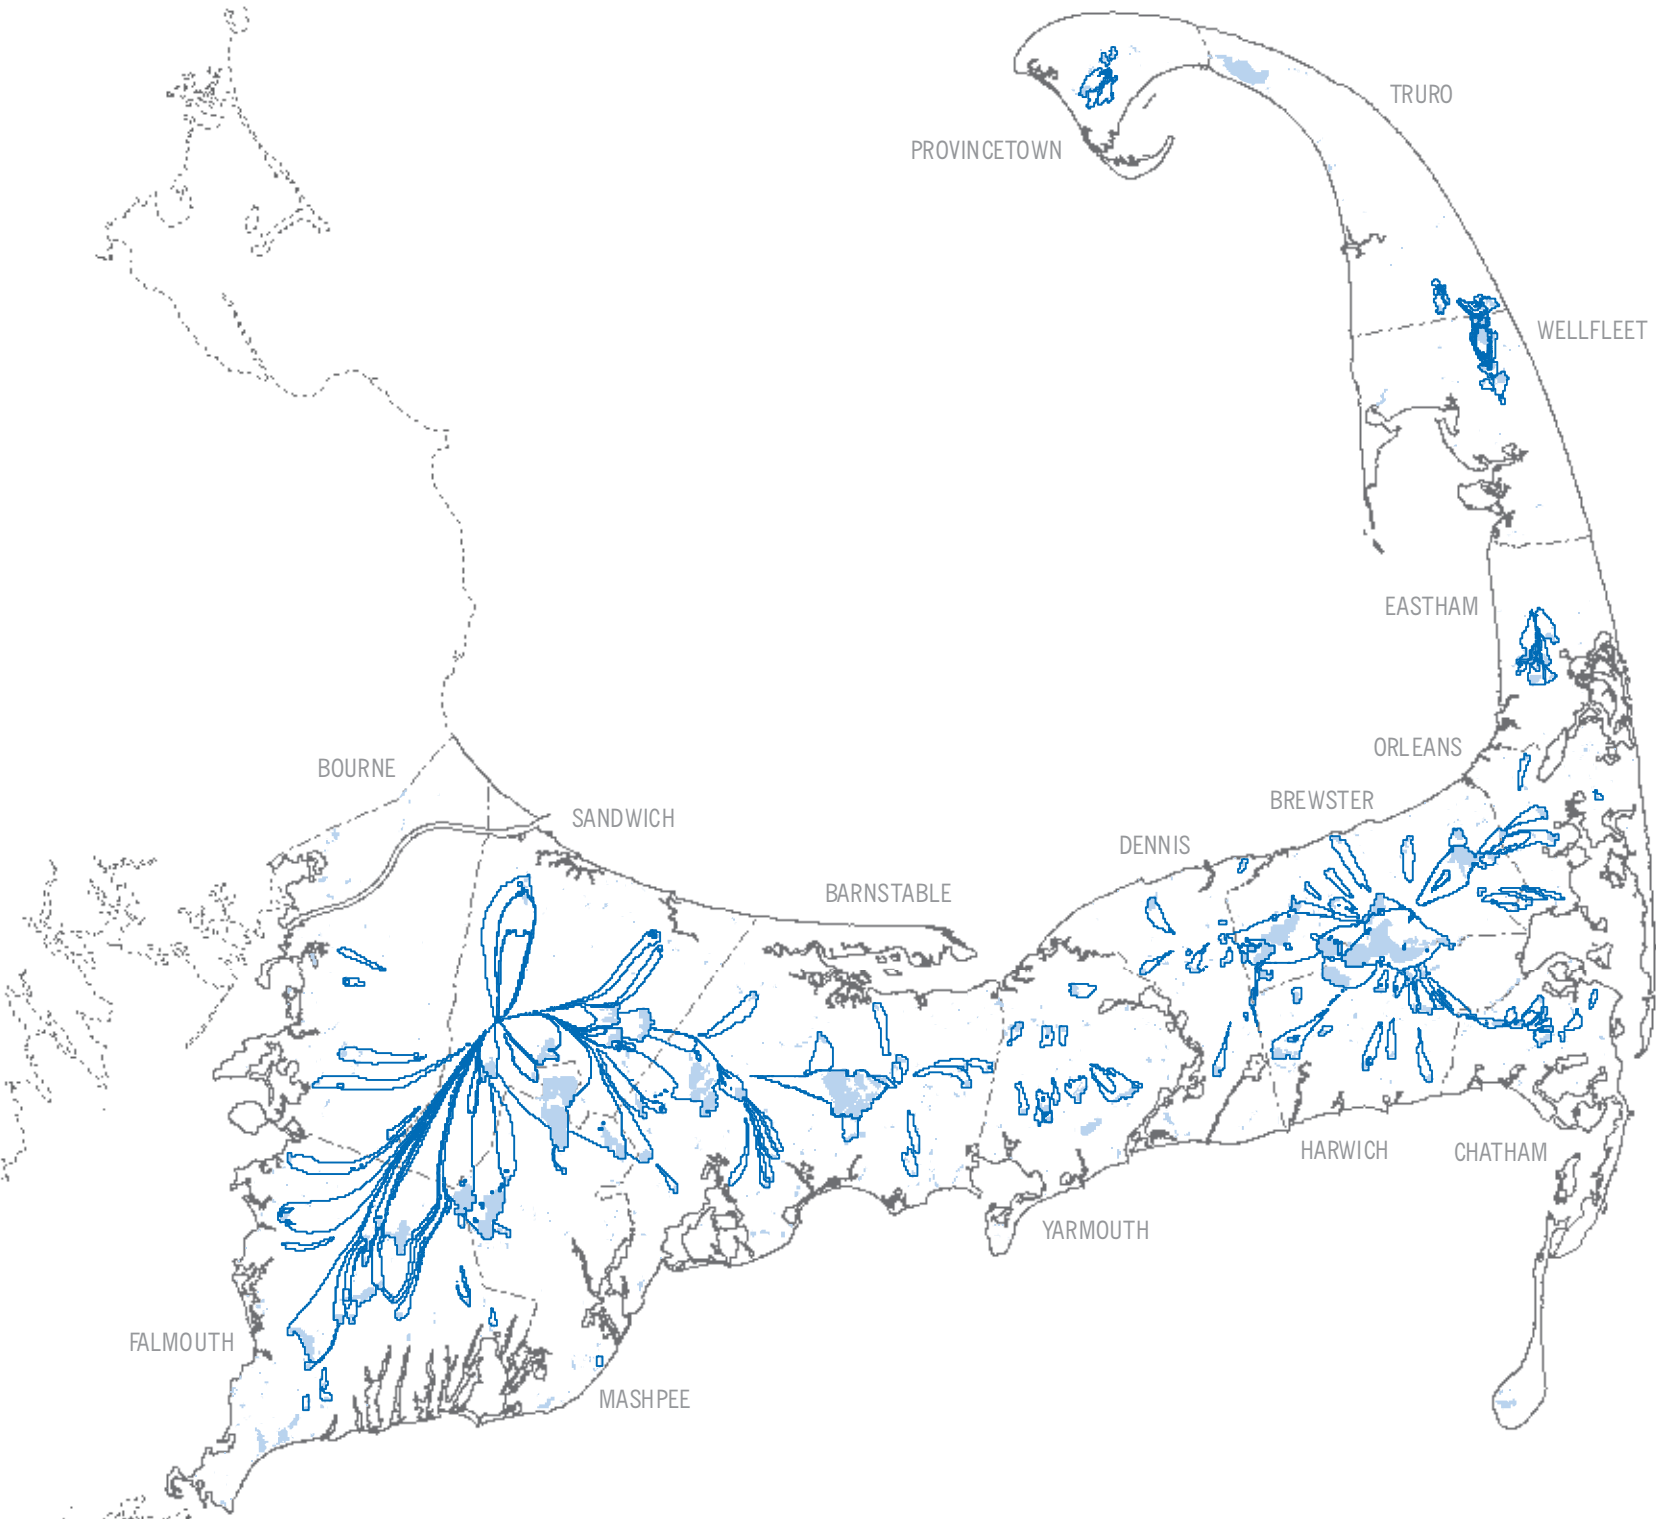 TRURO
PROVINCETOWN
WELLFLEET
EASTHAM
ORLEANS
BOURNE
BREWSTER
SANDWICH
DENNIS
BARNSTABLE
HARWICH
CHATHAM
YARMOUTH
FALMOUTH
MASHPEE